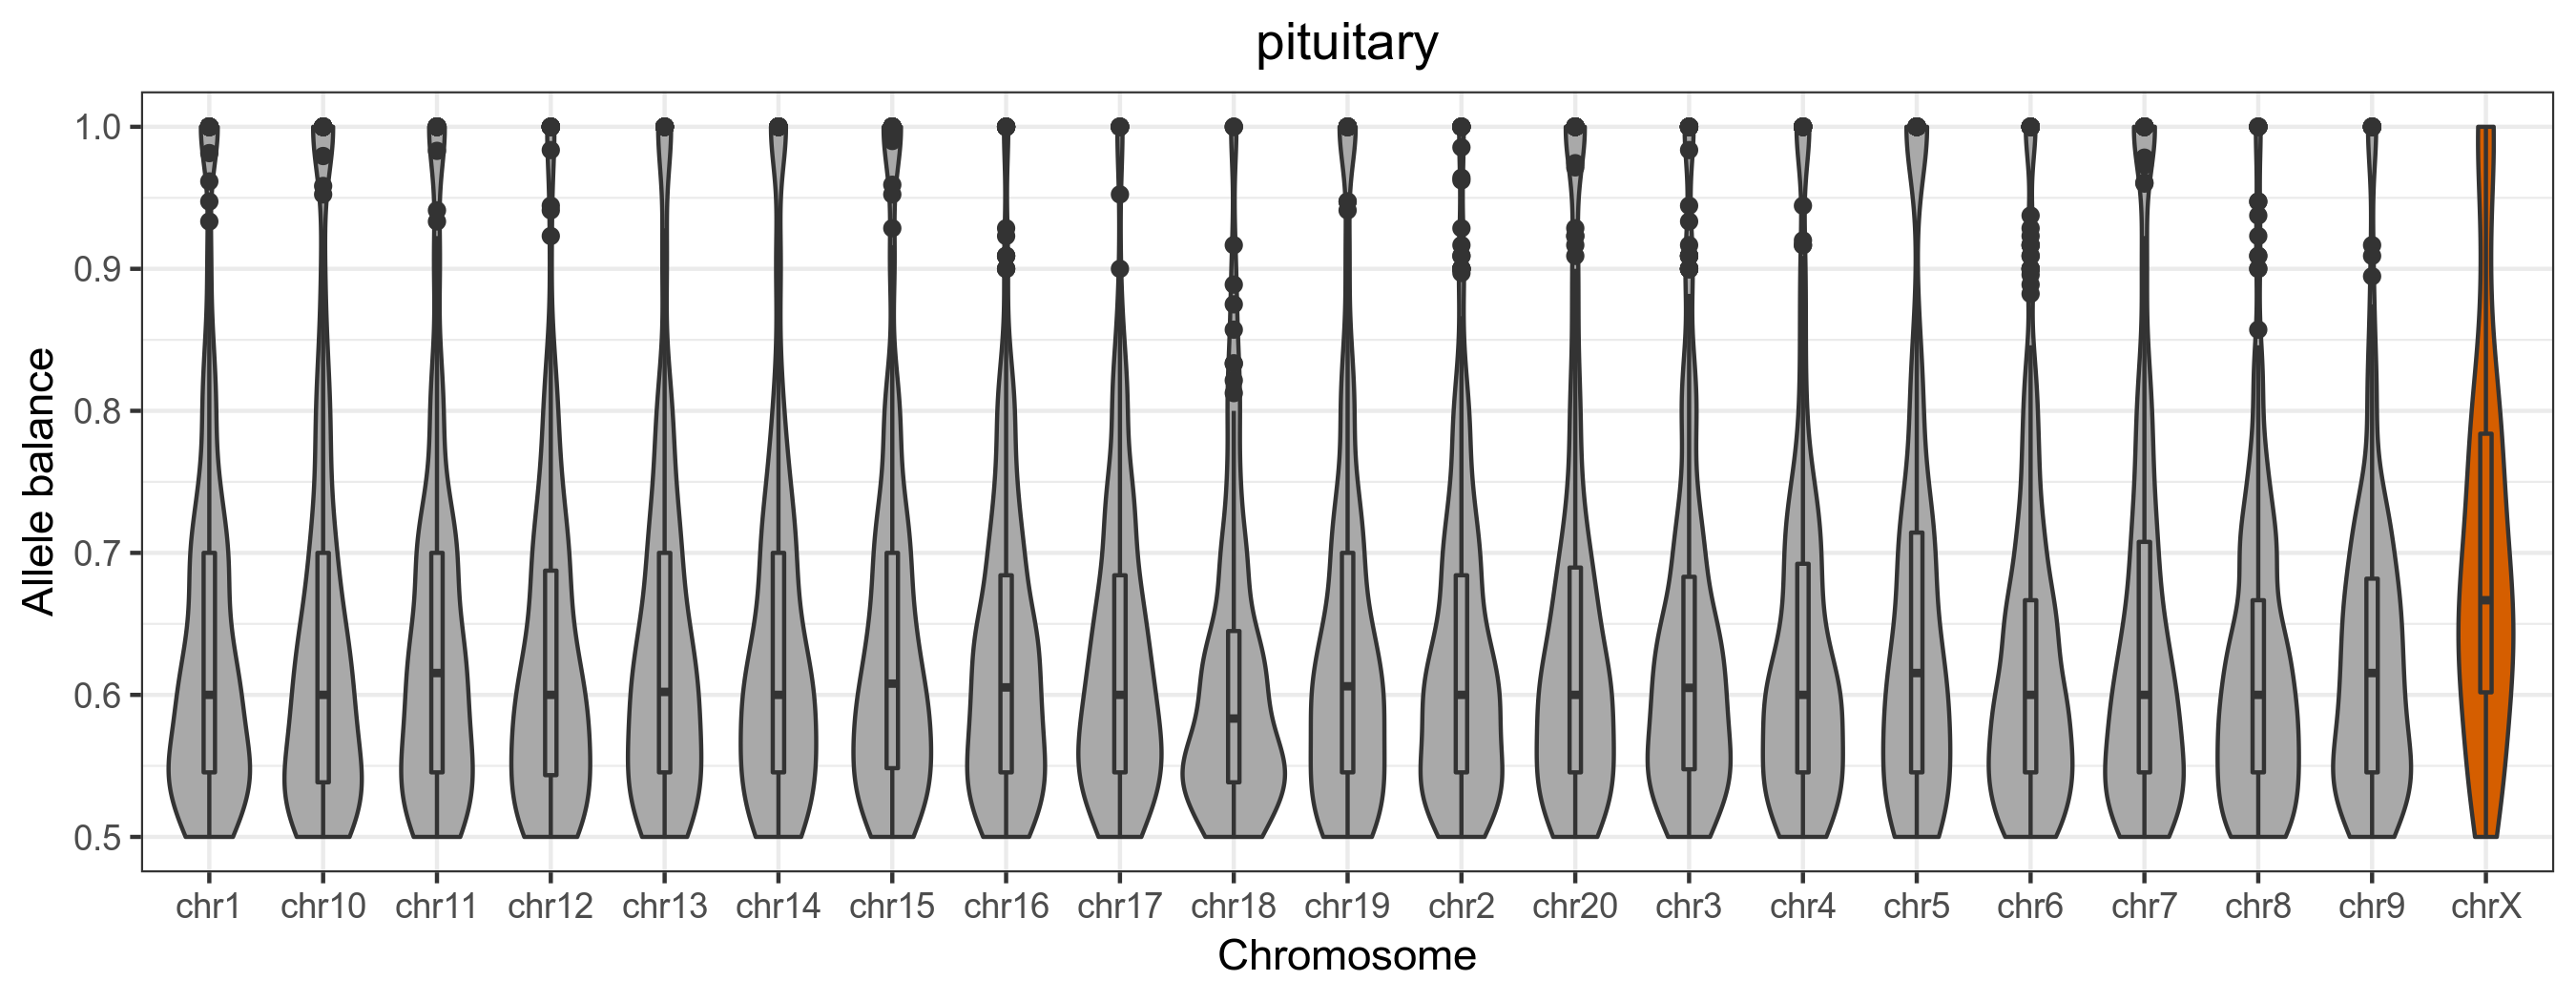 pituitary
Allele balance
1.0
0.9
0.8
0.7
0.6
0.5
chr1 chr10 chr11 chr12 chr13 chr14 chr15 chr16 chr17 chr18 chr19 chr2 chr20 chr3 chr4 chr5 chr6 chr7 chr8 chr9 chrX
Chromosome